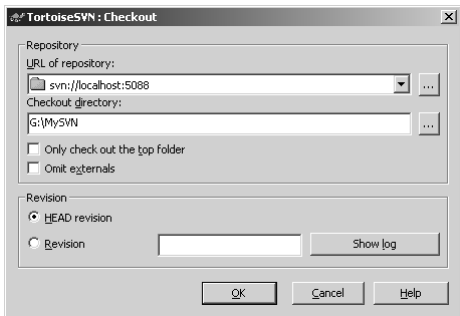 TortoiseSVN : Checkout
Repository
URL of repository:
svn://localhost:5088
...
Checkout directory:
G:\MySVN
...
Only check out the top folder
Omit externals
Revision
HEAD revision
Revision
Show log
OK
Cancel
Help